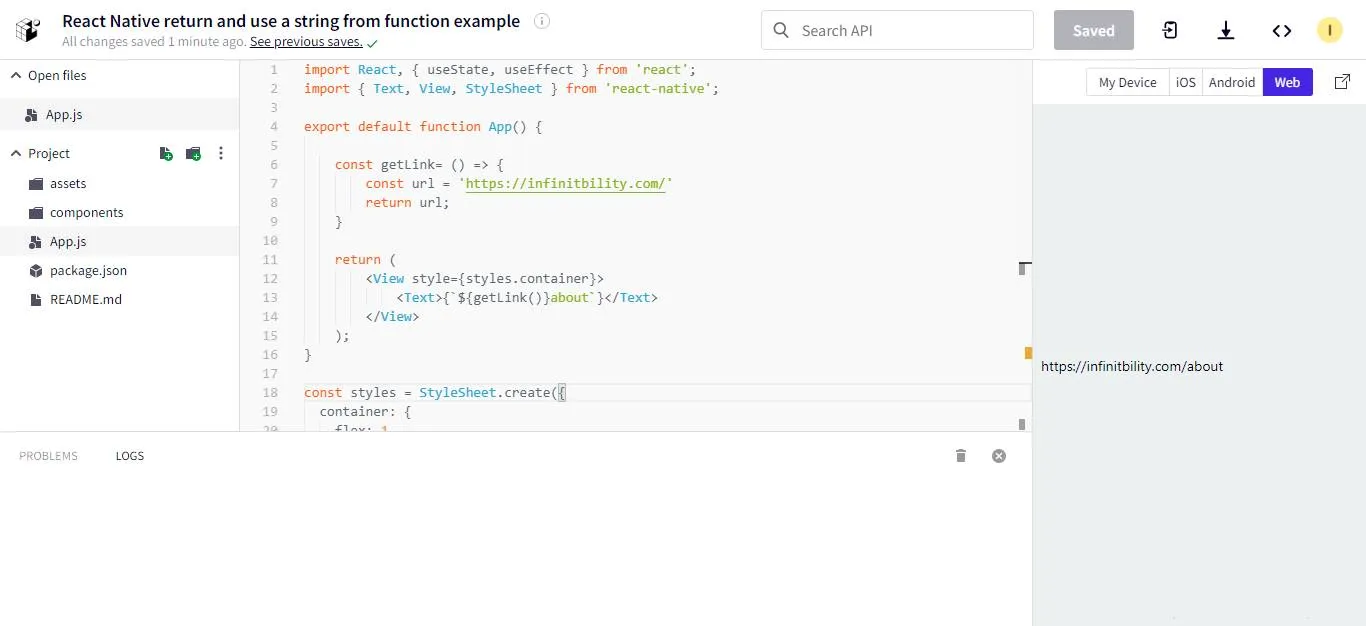 React Native return and use a string from function example
All changes saved 1 minute ago. See previous saves.
Search API
Saved
I
Open files
App.js
Project
assets
components
App.js
package.json
README.md
1 import React, { useState, useEffect } from 'react';
2 import { Text, View, StyleSheet } from 'react-native';
3
4 export default function App() {
5
6 const getLink= () => {
7 const url = 'https://infinitbility.com/'
8 return url;
9 }
10
11 return (
12 <View style={styles.container}>
13 <Text>{`${getLink()}about`}</Text>
14 </View>
15 );
16 }
17
18 const styles = StyleSheet.create({
19 container: {
20 flex: 1
My Device
iOS
Android
Web
https://infinitbility.com/about
PROBLEMS
LOGS